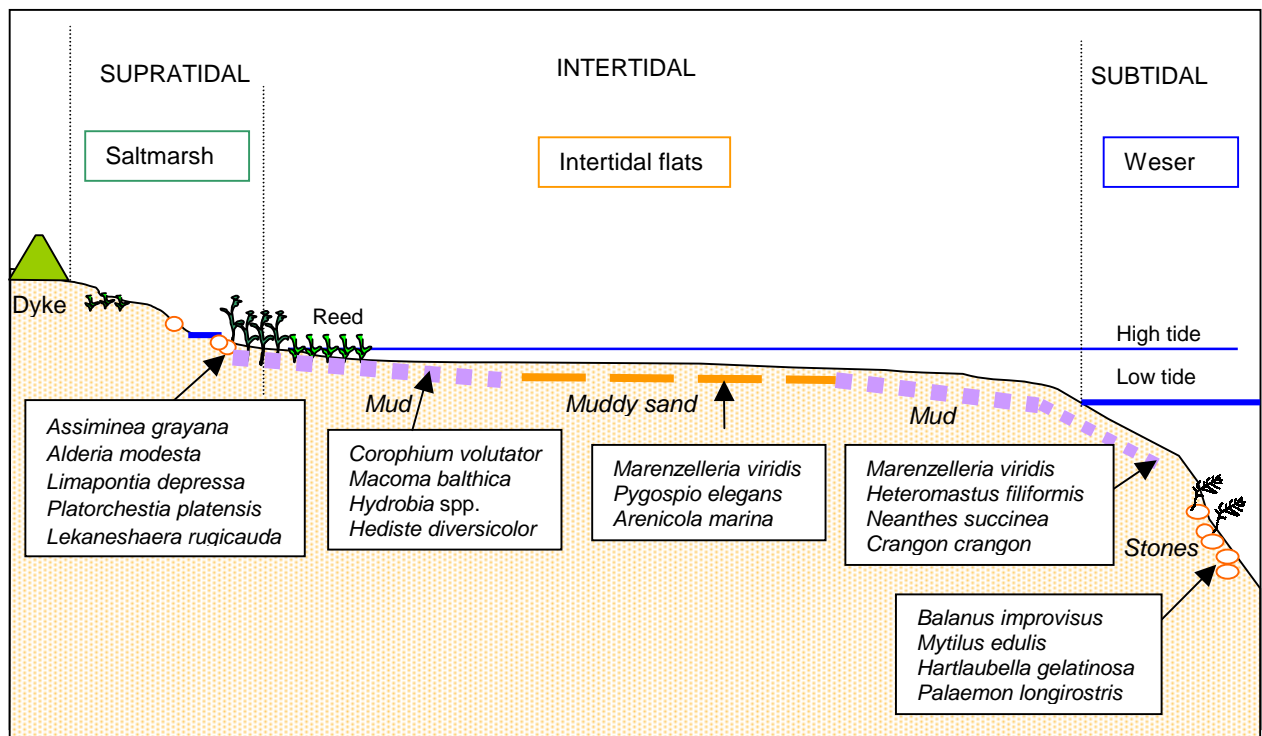 SUPRATIDAL
INTERTIDAL
SUBTIDAL
Saltmarsh
Intertidal flats
Weser
Dyke
Reed
High tide
Low tide
Mud
Muddy sand
Mud
Assiminea grayana
Alderia modesta
Limapontia depressa
Platorchestia platensis
Lekaneshaera rugicauda
Corophium volutator
Macoma balthica
Hydrobia spp.
Hediste diversicolor
Marenzelleria viridis
Pygospio elegans
Arenicola marina
Marenzelleria viridis
Heteromastus filiformis
Neanthes succinea
Crangon crangon
Stones
Balanus improvisus
Mytilus edulis
Hartlaubella gelatinosa
Palaemon longirostris